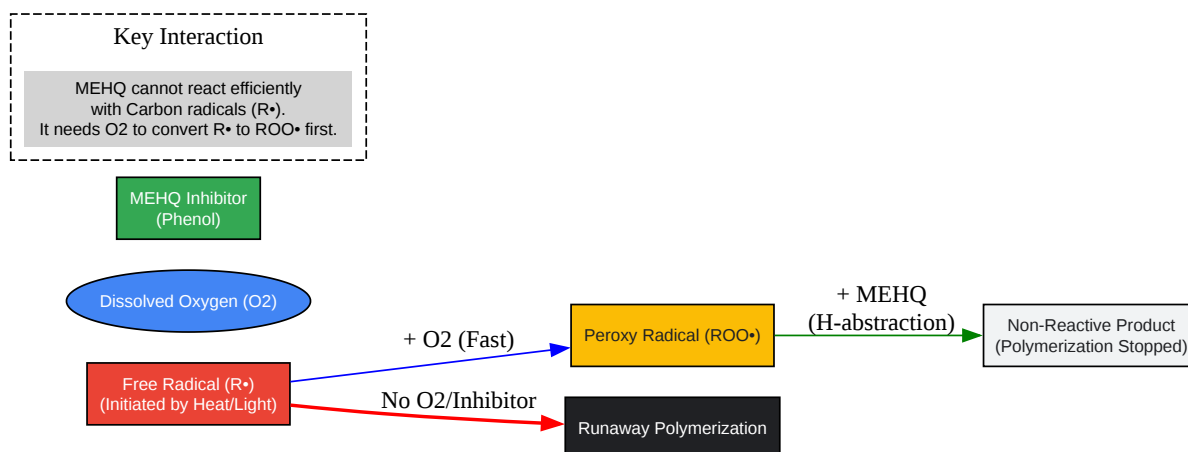 Key Interaction
MEHQ cannot react efficiently
with Carbon radicals (R•).
It needs O2 to convert R• to ROO• first.
MEHQ Inhibitor
(Phenol)
Dissolved Oxygen (O2)
Free Radical (R•)
(Initiated by Heat/Light)
+ O2 (Fast)
No O2/Inhibitor
Peroxy Radical (ROO•)
Runaway Polymerization
+ MEHQ
(H-abstraction)
Non-Reactive Product
(Polymerization Stopped)